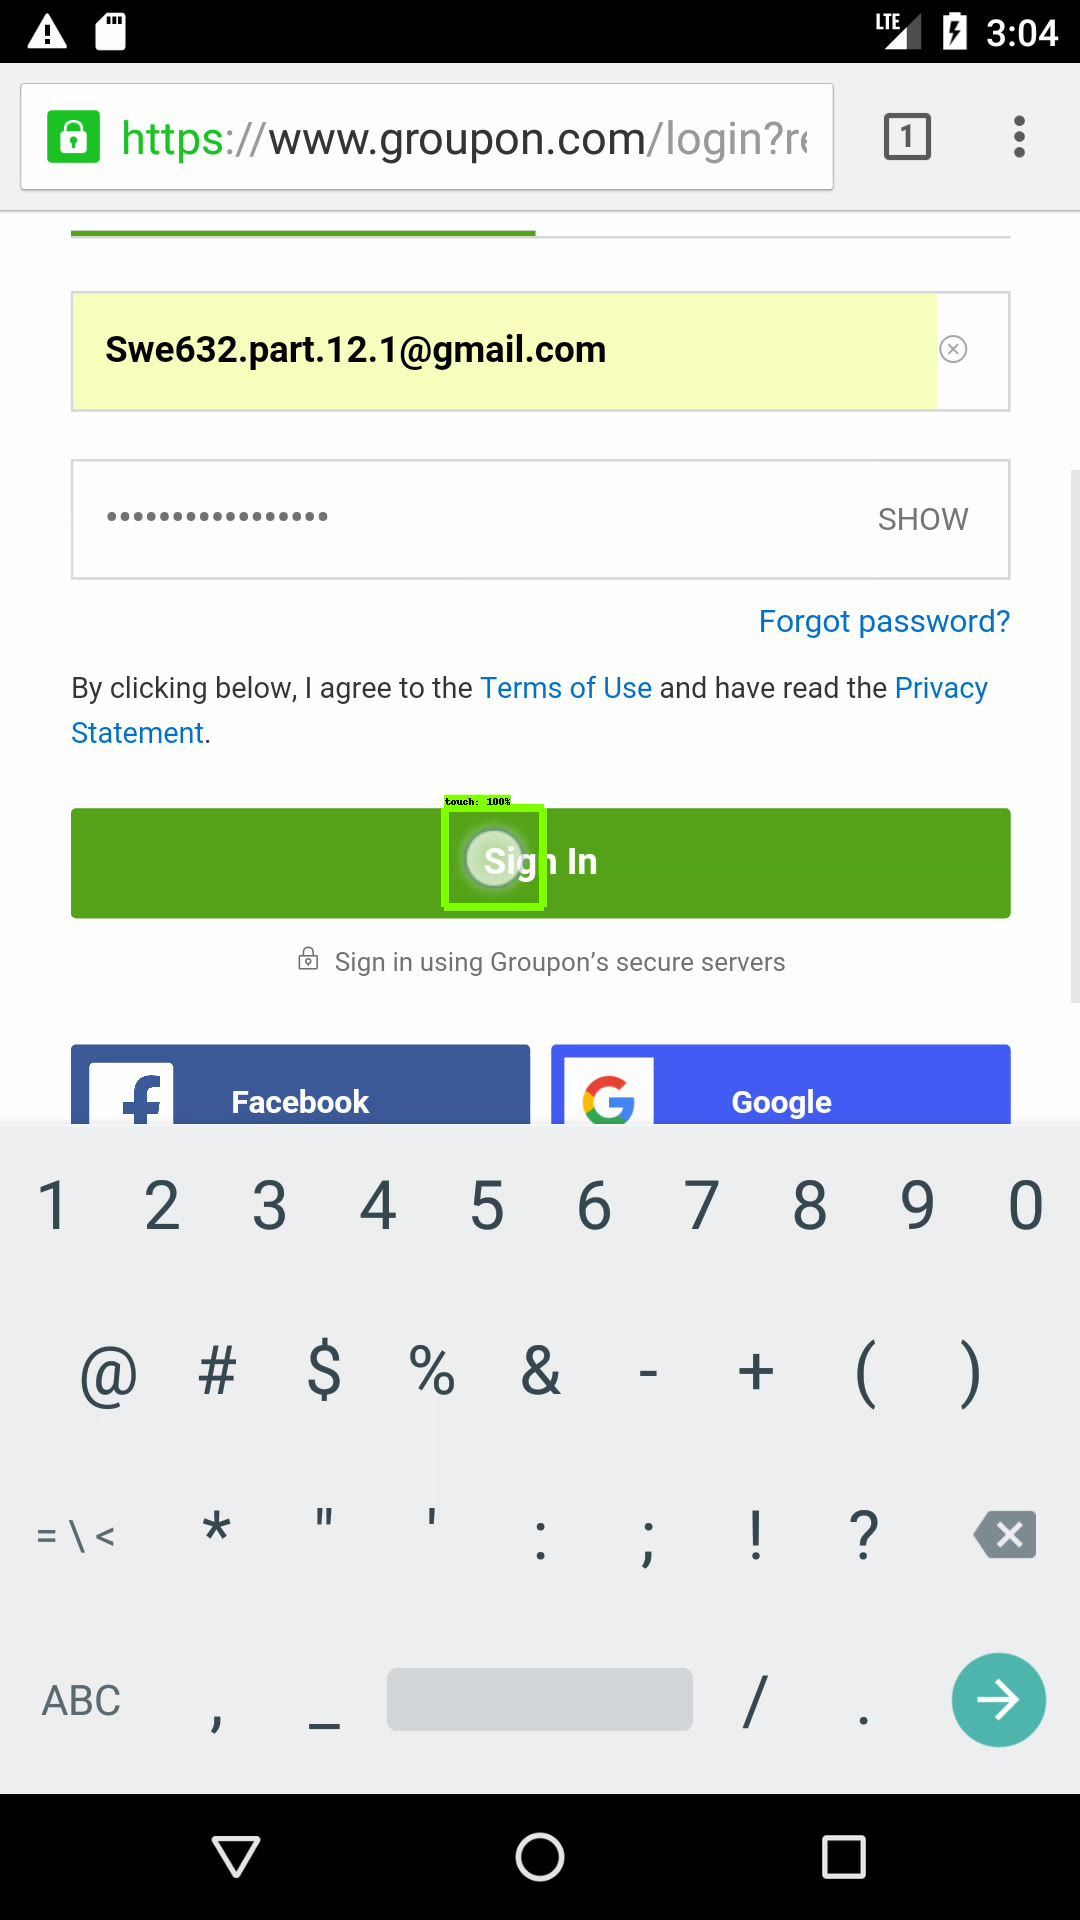 LTE 3:04
https://www.groupon.com/login?re
1
Swe632.part.12.1@gmail.com
••••••••••••••••• SHOW
Forgot password?
By clicking below, I agree to the Terms of Use and have read the Privacy
Statement.
touch: 100%
Sign In
Sign in using Groupon’s secure servers
Facebook Google
1 2 3 4 5 6 7 8 9 0
@ # $ % & - + ( )
= \ < * " ' : ; ! ?
ABC , _ / .